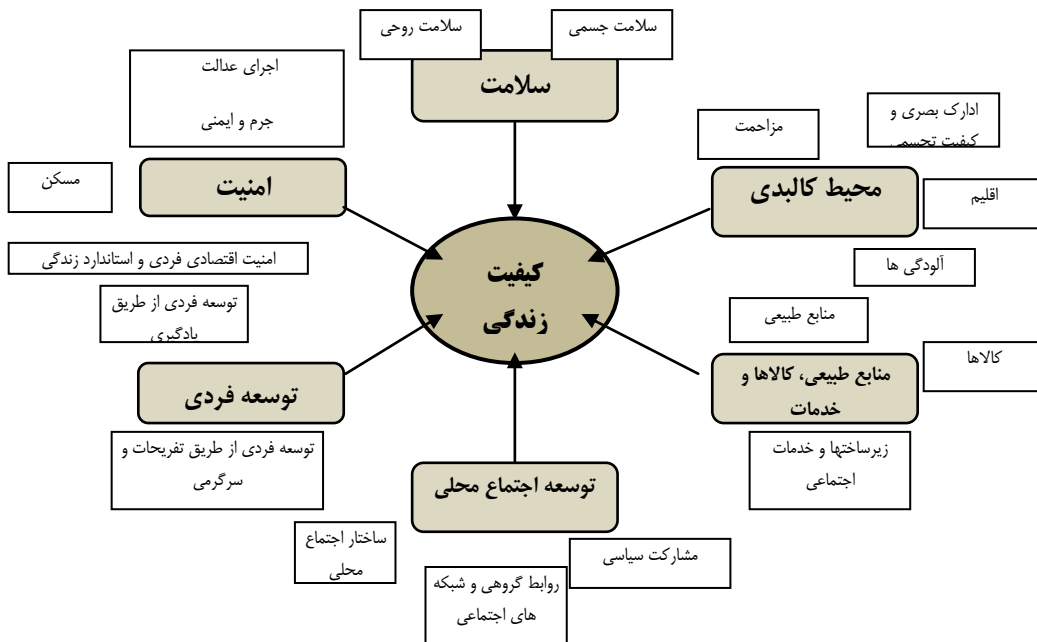 سلامت جسمی
سلامت روحی
سلامت
اجرای عدالت
جرم و ایمنی
ادارک بصری و
کیفیت تجسمی
مزاحمت
امنیت
مسکن
محیط کالبدی
اقلیم
کیفیت
زندگی
امنیت اقتصادی فردی و استاندارد زندگی
آلودگی ها
توسعه فردی از طریق
یادگیری
منابع طبیعی
کالاها
توسعه فردی
منابع طبیعی، کالاها و
خدمات
توسعه فردی از طریق تفریحات و
سرگرمی
زیرساختها و خدمات
اجتماعی
توسعه اجتماع محلی
ساختار اجتماع
محلی
مشارکت سیاسی
روابط گروهی و شبکه
های اجتماعی